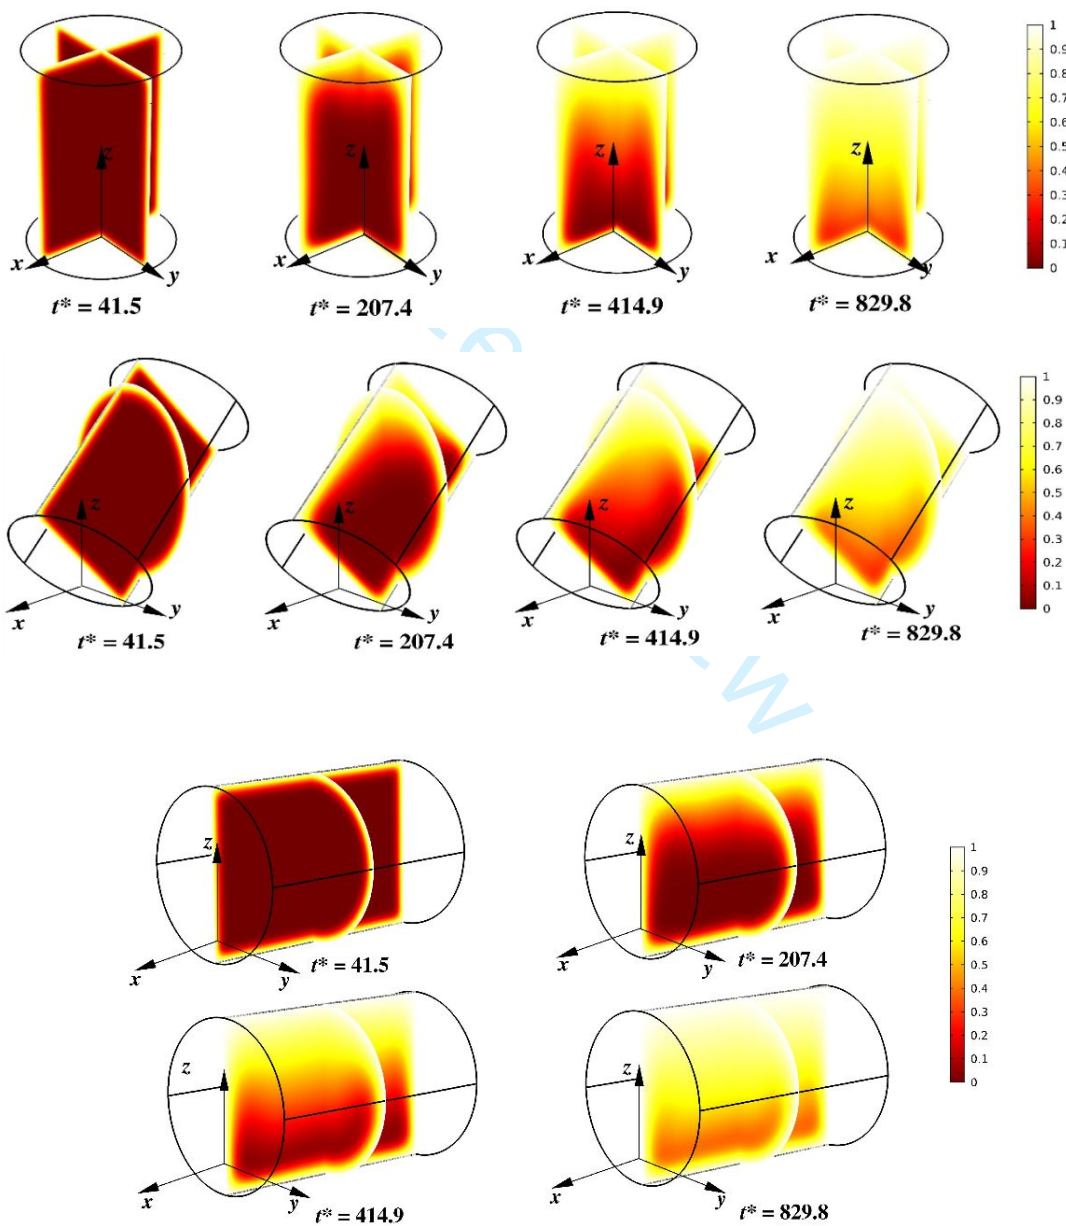 1
0.9
0.8
0.7
0.6
0.5
0.4
0.3
0.2
0.1
0
z
x
y
t* = 41.5
z
x
y
t* = 207.4
z
x
y
t* = 414.9
z
x
y
t* = 829.8
1
0.9
0.8
0.7
0.6
0.5
0.4
0.3
0.2
0.1
0
z
x
y
t* = 41.5
z
x
y
t* = 207.4
z
x
y
t* = 414.9
z
x
y
t* = 829.8
z
x
y
t* = 41.5
z
x
y
t* = 207.4
1
0.9
0.8
0.7
0.6
0.5
0.4
0.3
0.2
0.1
0
z
x
y
t* = 414.9
z
x
y
t* = 829.8